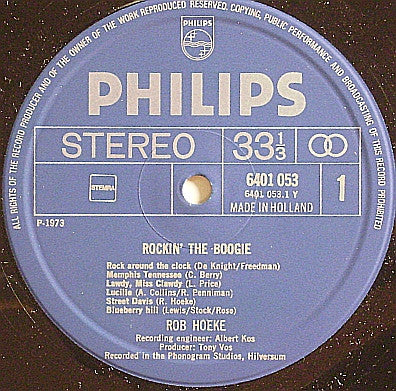 ALL RIGHTS OF THE RECORD PRODUCER AND OF THE OWNER OF THE WORK REPRODUCED RESERVED. COPYING, PUBLIC PERFORMANCE AND BROADCASTING OF THIS RECORD PROHIBITED
PHILIPS
PHILIPS
STEREO
33 1/3
STEMRA
6401 053
6401 053.1 Y
MADE IN HOLLAND
1
P-1973
ROCKIN' THE BOOGIE
Rock around the clock (De Knight/Freedman)
Memphis Tennessee (C. Berry)
Lawdy, Miss Clawdy (L. Price)
Lucille (A. Collins/R. Penniman)
Street Davis (R. Hoeke)
Blueberry hill (Lewis/Stock/Rose)
ROB HOEKE
Recording engineer: Albert Kos
Producer: Tony Vos
Recorded in the Phonogram Studios, Hilversum